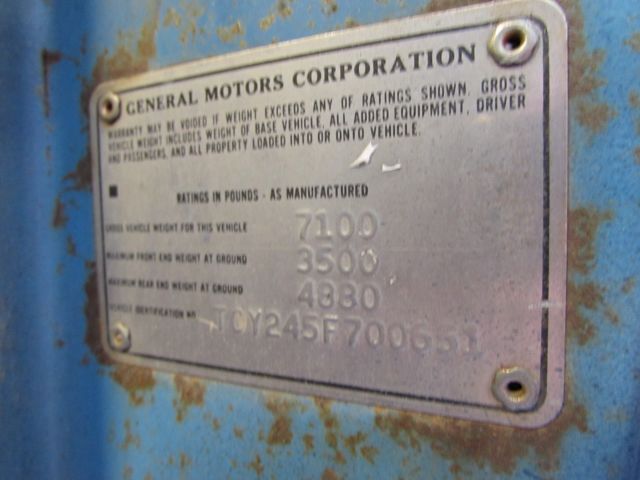 GENERAL MOTORS CORPORATION
WARRANTY MAY BE VOIDED IF WEIGHT EXCEEDS ANY OF RATINGS SHOWN. GROSS
VEHICLE WEIGHT INCLUDES WEIGHT OF BASE VEHICLE, ALL ADDED EQUIPMENT, DRIVER
AND PASSENGERS, AND ALL PROPERTY LOADED INTO OR ONTO VEHICLE.
RATINGS IN POUNDS - AS MANUFACTURED
GROSS VEHICLE WEIGHT FOR THIS VEHICLE 7100
MAXIMUM FRONT END WEIGHT AT GROUND 3500
MAXIMUM REAR END WEIGHT AT GROUND 4880
VEHICLE IDENTIFICATION NO. TCY245F700651